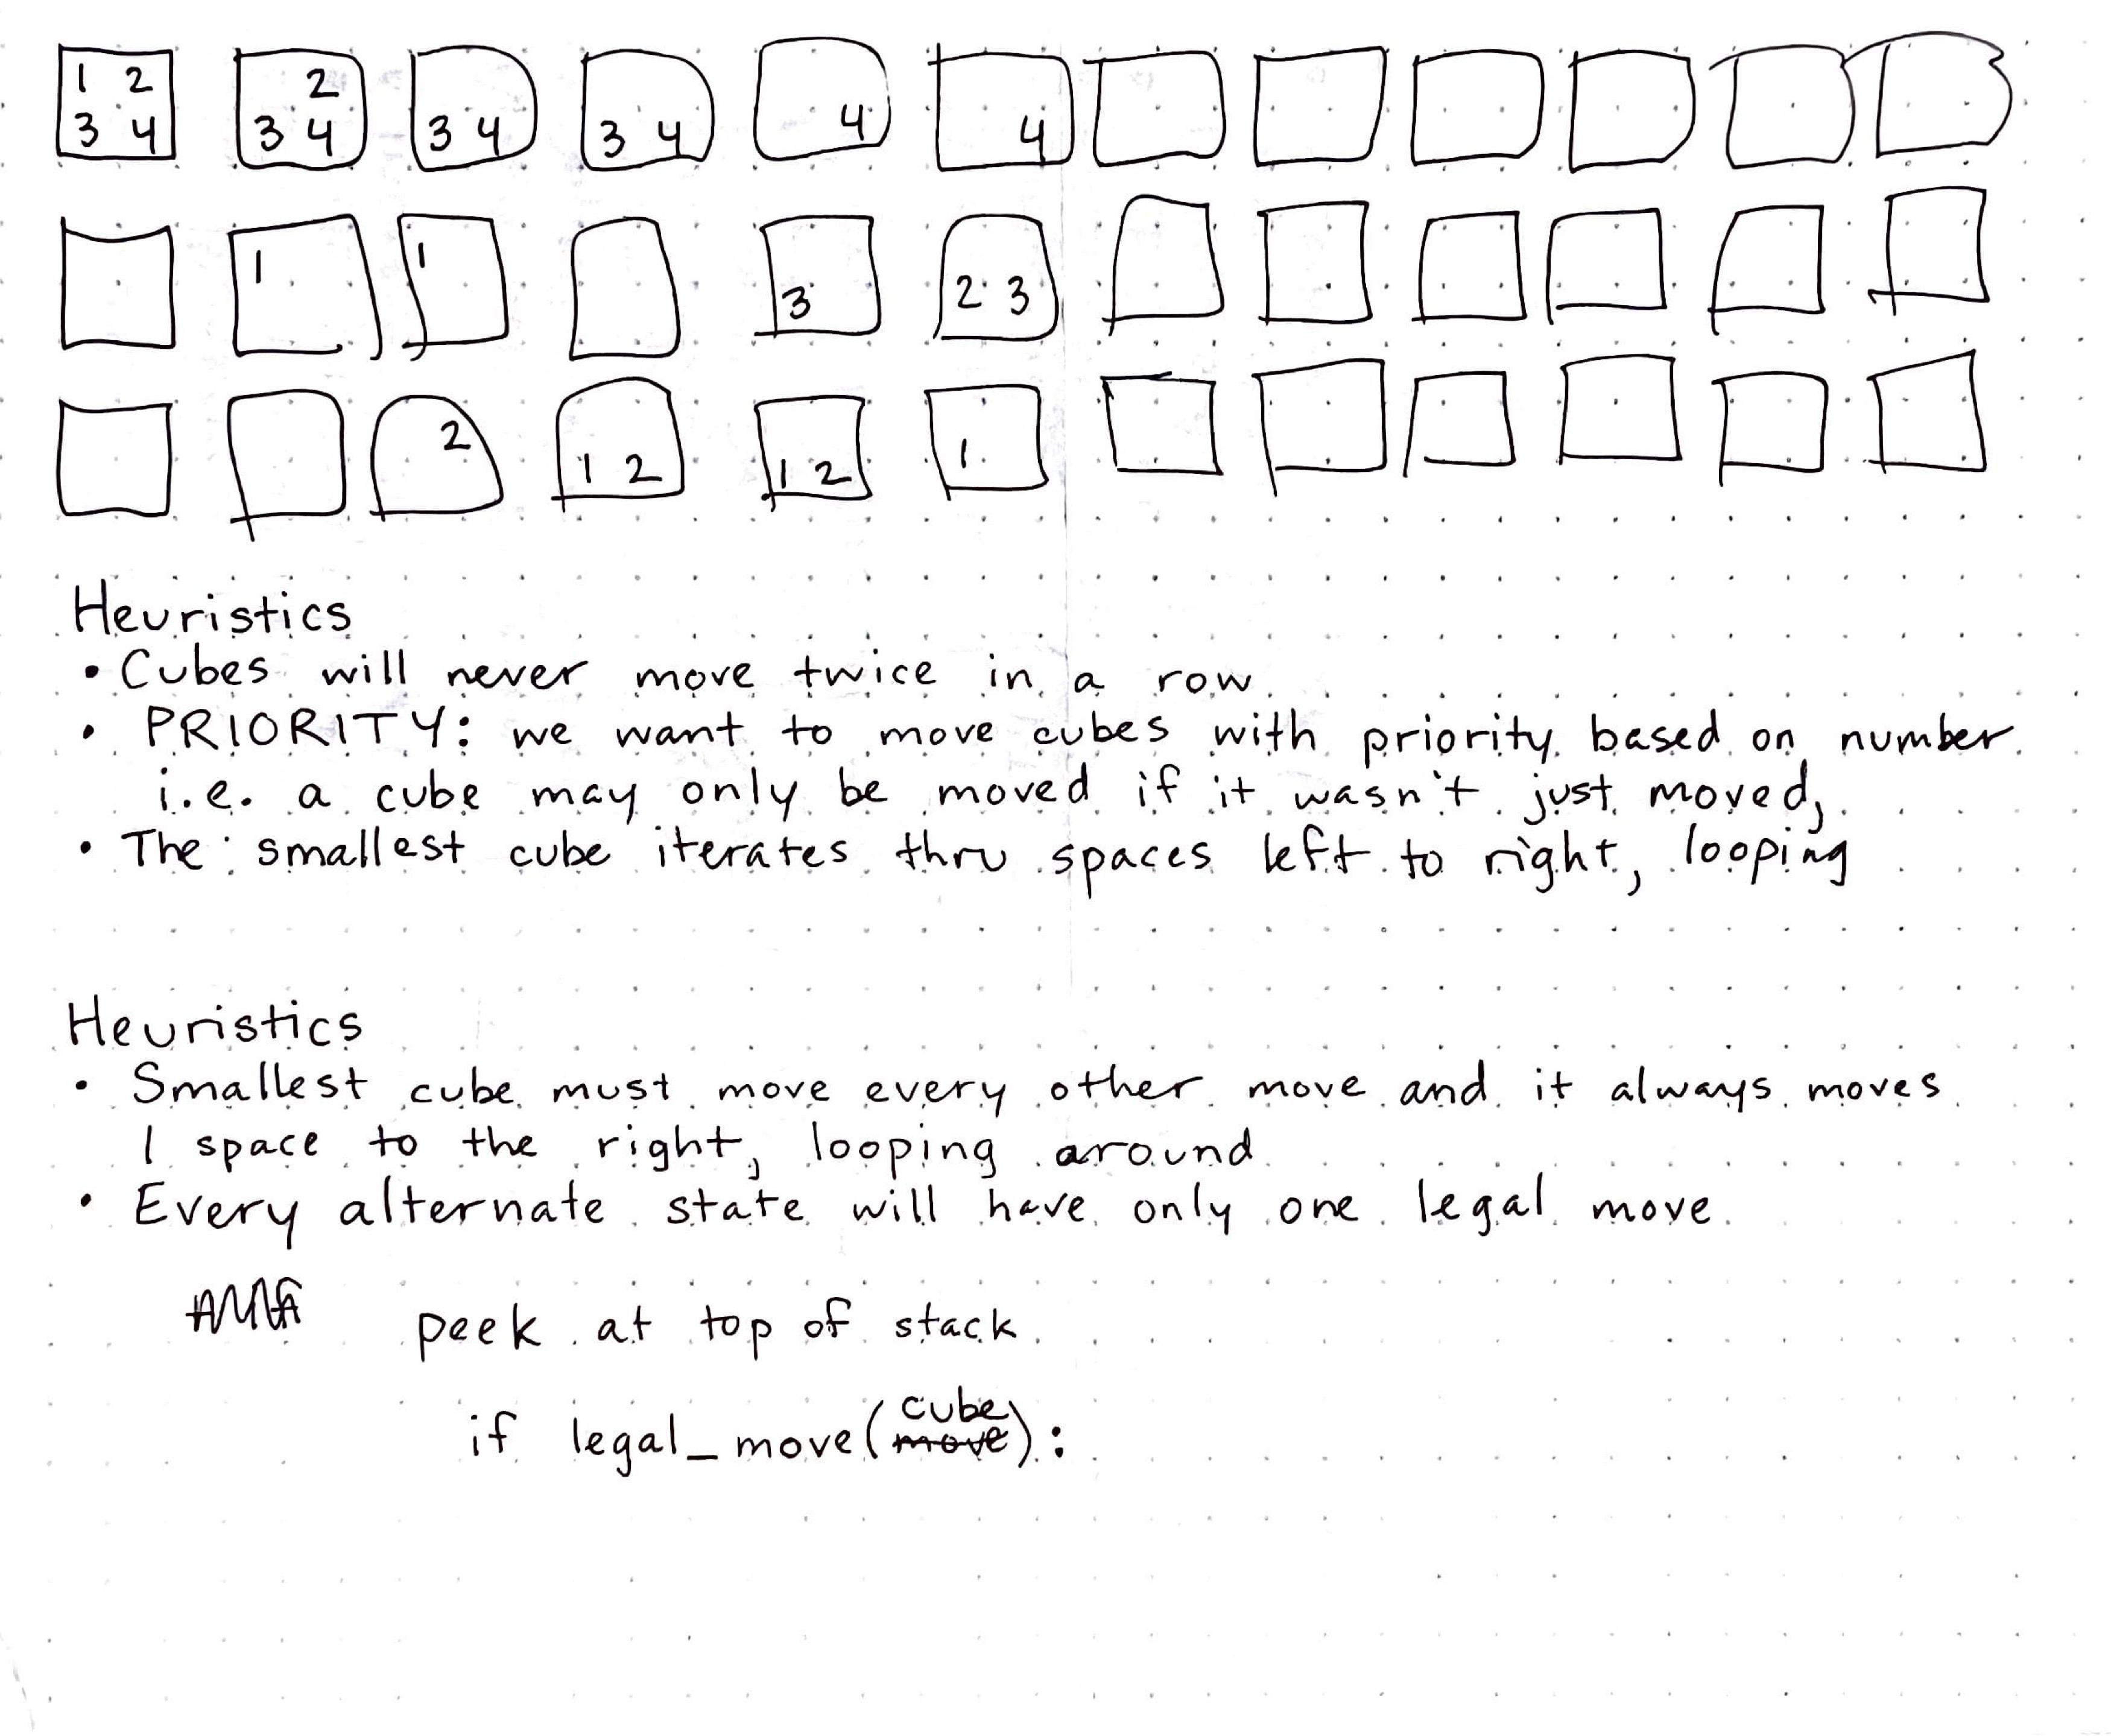 1 2 2
3 4 3 4 3 4 3 4 4 4
1 1 3 2 3
2 1 2 1 2 1
Heuristics
• Cubes will never move twice in a row.
• PRIORITY: we want to move cubes with priority based on number.
i.e. a cube may only be moved if it wasn't just moved,
• The smallest cube iterates thru spaces left to right, looping
Heuristics
• Smallest cube must move every other move and it always moves
1 space to the right, looping around
• Every alternate state will have only one legal move.
peek at top of stack
cube
if legal_move(move):